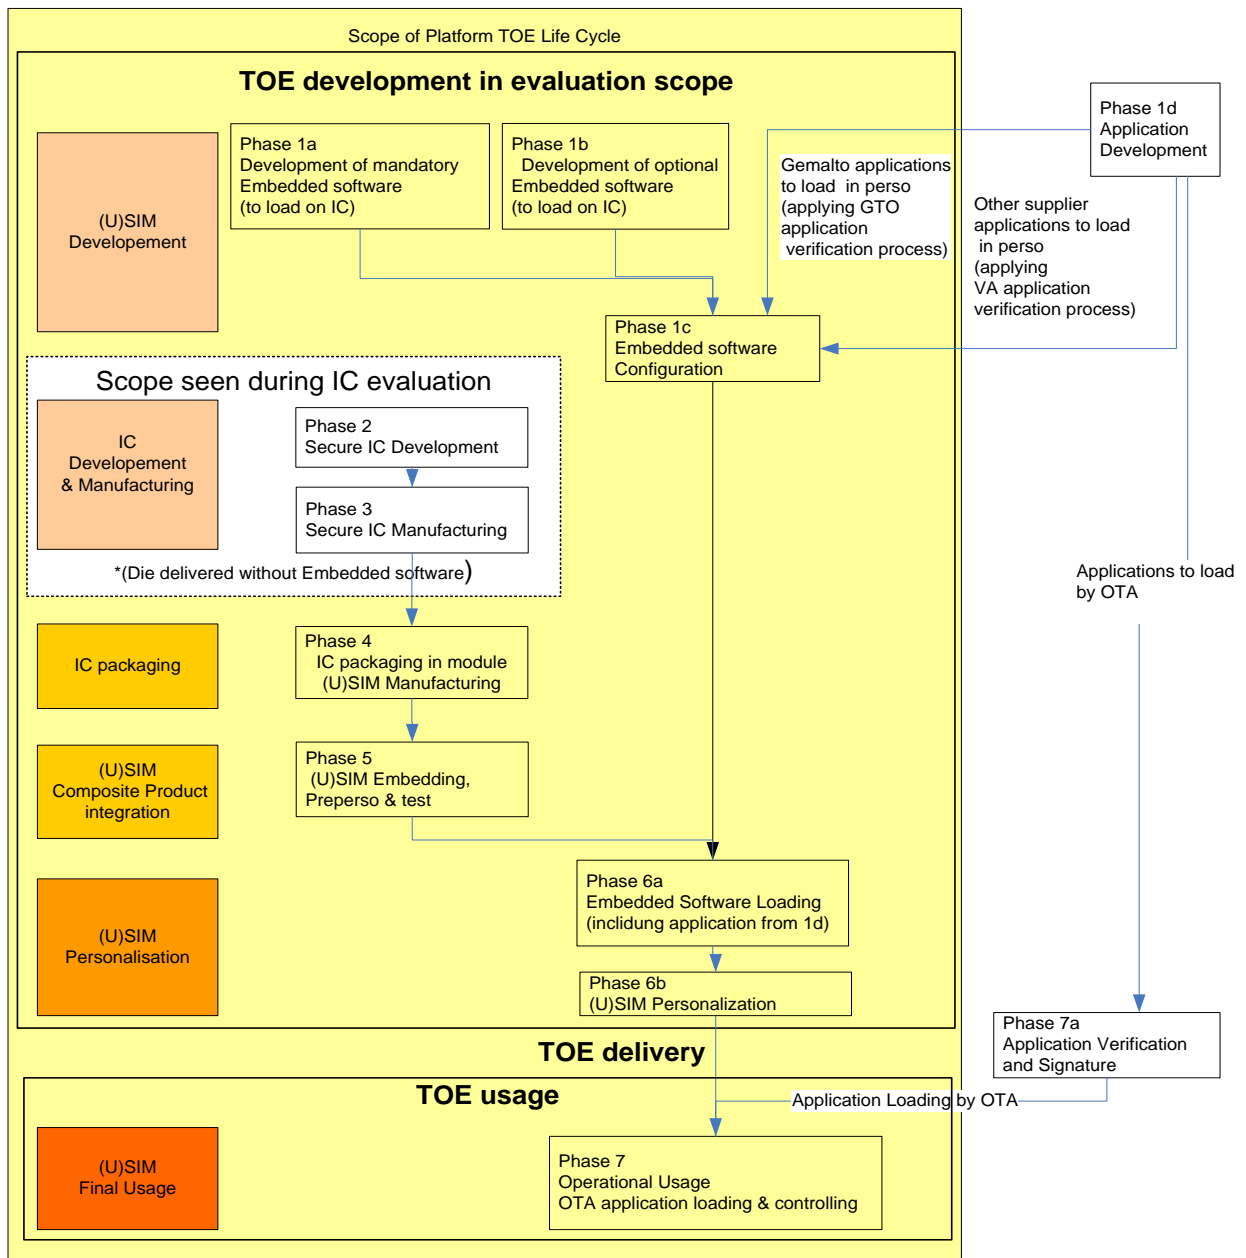 Scope of Platform TOE Life Cycle
TOE development in evaluation scope
(U)SIM
Developement
Phase 1a
Development of mandatory
Embedded software
(to load on IC)
Phase 1b
Development of optional
Embedded software
(to load on IC)
Gemalto applications
to load in perso
(applying GTO
application
verification process)
Phase 1d
Application
Development
Other supplier
applications to load
in perso
(applying
VA application
verification process)
Phase 1c
Embedded software
Configuration
Scope seen during IC evaluation
IC
Developement
& Manufacturing
Phase 2
Secure IC Development
Phase 3
Secure IC Manufacturing
*(Die delivered without Embedded software)
Applications to load
by OTA
IC packaging
Phase 4
IC packaging in module
(U)SIM Manufacturing
(U)SIM
Composite Product
integration
Phase 5
(U)SIM Embedding,
Preperso & test
(U)SIM
Personalisation
Phase 6a
Embedded Software Loading
(inclidung application from 1d)
Phase 6b
(U)SIM Personalization
Phase 7a
Application Verification
and Signature
TOE delivery
TOE usage
Application Loading by OTA
(U)SIM
Final Usage
Phase 7
Operational Usage
OTA application loading & controlling